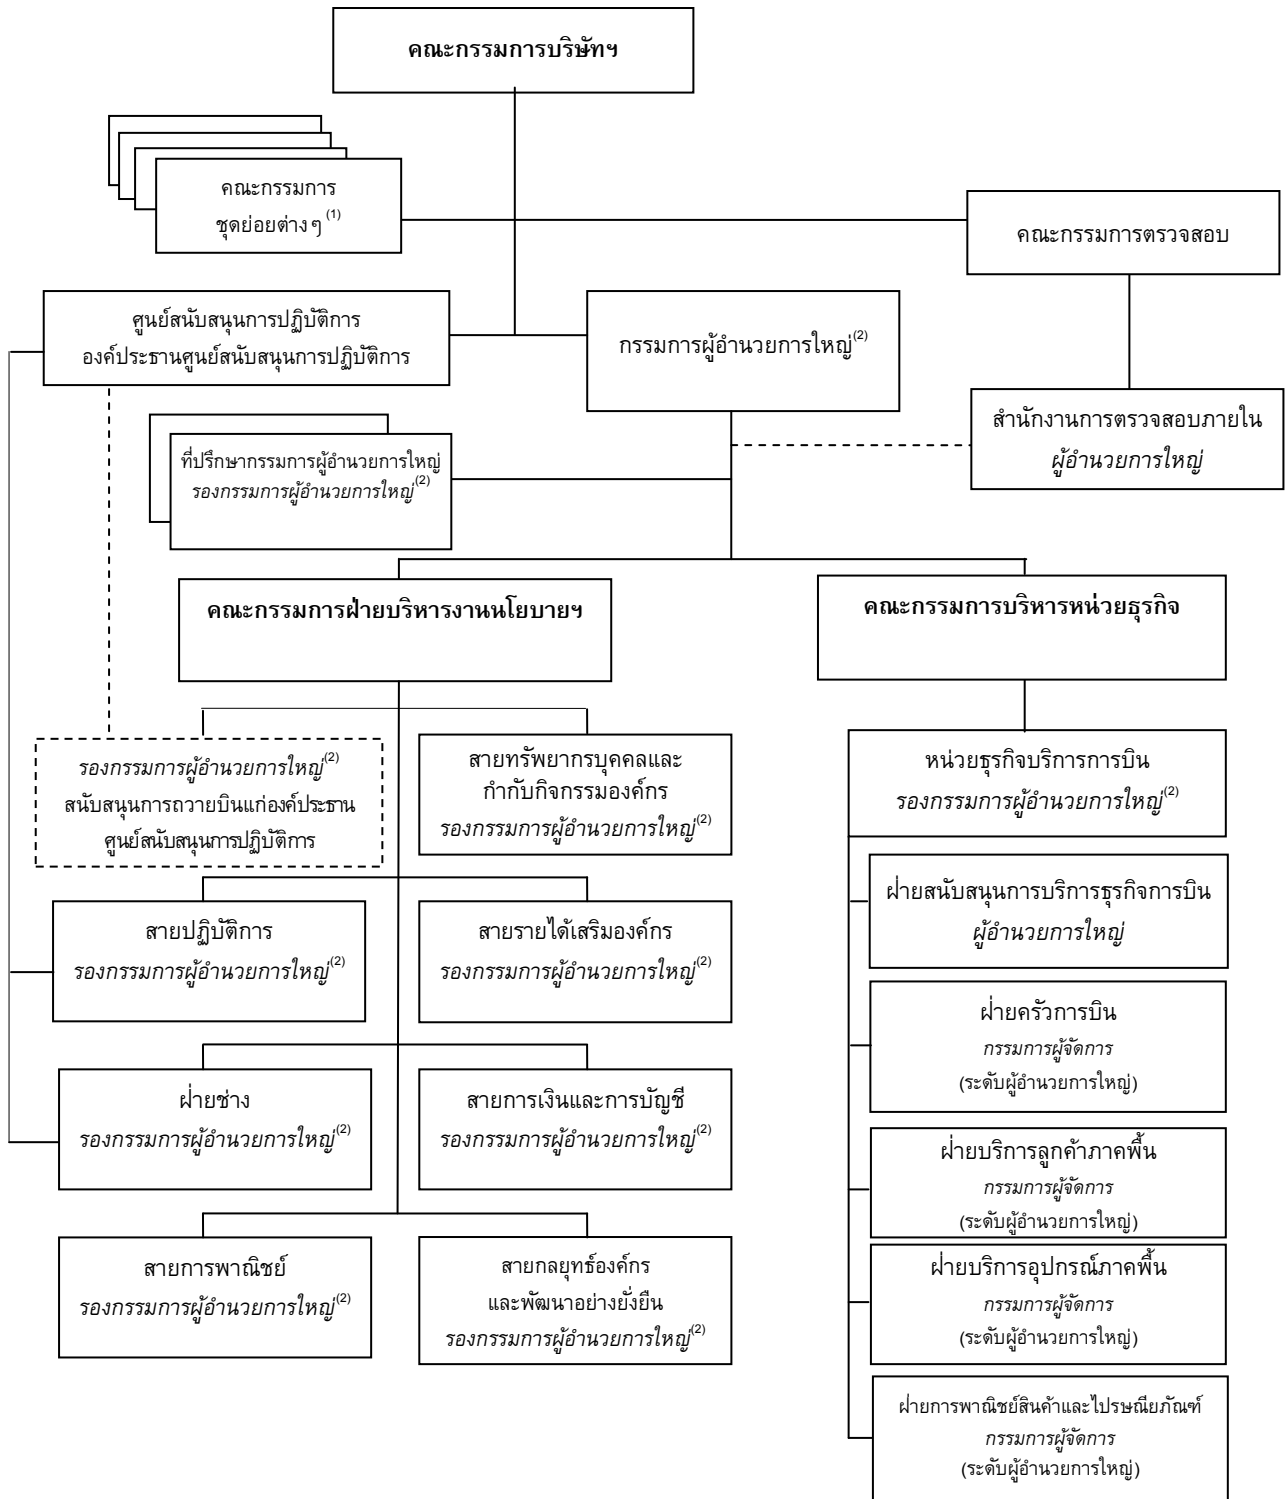 คณะกรรมการบริษัทฯ
คณะกรรมการ
ชุดย่อยต่างๆ(1)
คณะกรรมการตรวจสอบ
ศูนย์สนับสนุนการปฏิบัติการ
องค์ประธานศูนย์สนับสนุนการปฏิบัติการ
กรรมการผู้อำนวยการใหญ่(2)
สำนักงานการตรวจสอบภายใน
ผู้อำนวยการใหญ่
ที่ปรึกษากรรมการผู้อำนวยการใหญ่
รองกรรมการผู้อำนวยการใหญ่(2)
คณะกรรมการฝ่ายบริหารงานนโยบายฯ
คณะกรรมการบริหารหน่วยธุรกิจ
รองกรรมการผู้อำนวยการใหญ่(2)
สนับสนุนการถวายบินแก่องค์ประธาน
ศูนย์สนับสนุนการปฏิบัติการ
สายทรัพยากรบุคคลและ
กำกับกิจกรรมองค์กร
รองกรรมการผู้อำนวยการใหญ่(2)
สายปฏิบัติการ
รองกรรมการผู้อำนวยการใหญ่(2)
สายรายได้เสริมองค์กร
รองกรรมการผู้อำนวยการใหญ่(2)
ฝ่ายช่าง
รองกรรมการผู้อำนวยการใหญ่(2)
สายการเงินและการบัญชี
รองกรรมการผู้อำนวยการใหญ่(2)
สายการพาณิชย์
รองกรรมการผู้อำนวยการใหญ่(2)
สายกลยุทธ์องค์กร
และพัฒนาอย่างยั่งยืน
รองกรรมการผู้อำนวยการใหญ่(2)
หน่วยธุรกิจบริการการบิน
รองกรรมการผู้อำนวยการใหญ่(2)
ฝ่ายสนับสนุนการบริการธุรกิจการบิน
ผู้อำนวยการใหญ่
ฝ่ายครัวการบิน
กรรมการผู้จัดการ
(ระดับผู้อำนวยการใหญ่)
ฝ่ายบริการลูกค้าภาคพื้น
กรรมการผู้จัดการ
(ระดับผู้อำนวยการใหญ่)
ฝ่ายบริการอุปกรณ์ภาคพื้น
กรรมการผู้จัดการ
(ระดับผู้อำนวยการใหญ่)
ฝ่ายการพาณิชย์สินค้าและไปรษณียภัณฑ์
กรรมการผู้จัดการ
(ระดับผู้อำนวยการใหญ่)